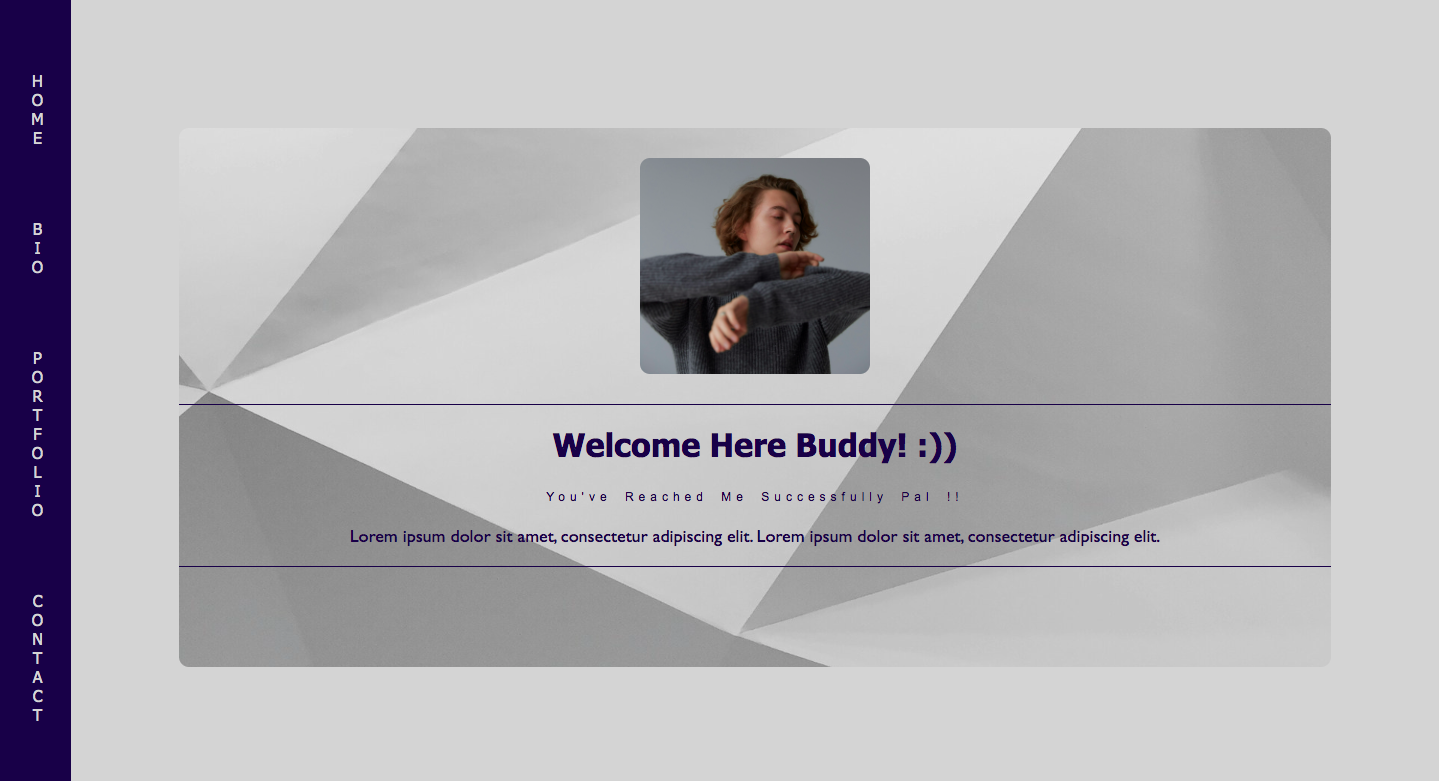 HOME
BIO
PORTFOLIO
CONTACT
Welcome Here Buddy! :))
You've Reached Me Successfully Pal !!
Lorem ipsum dolor sit amet, consectetur adipiscing elit. Lorem ipsum dolor sit amet, consectetur adipiscing elit.